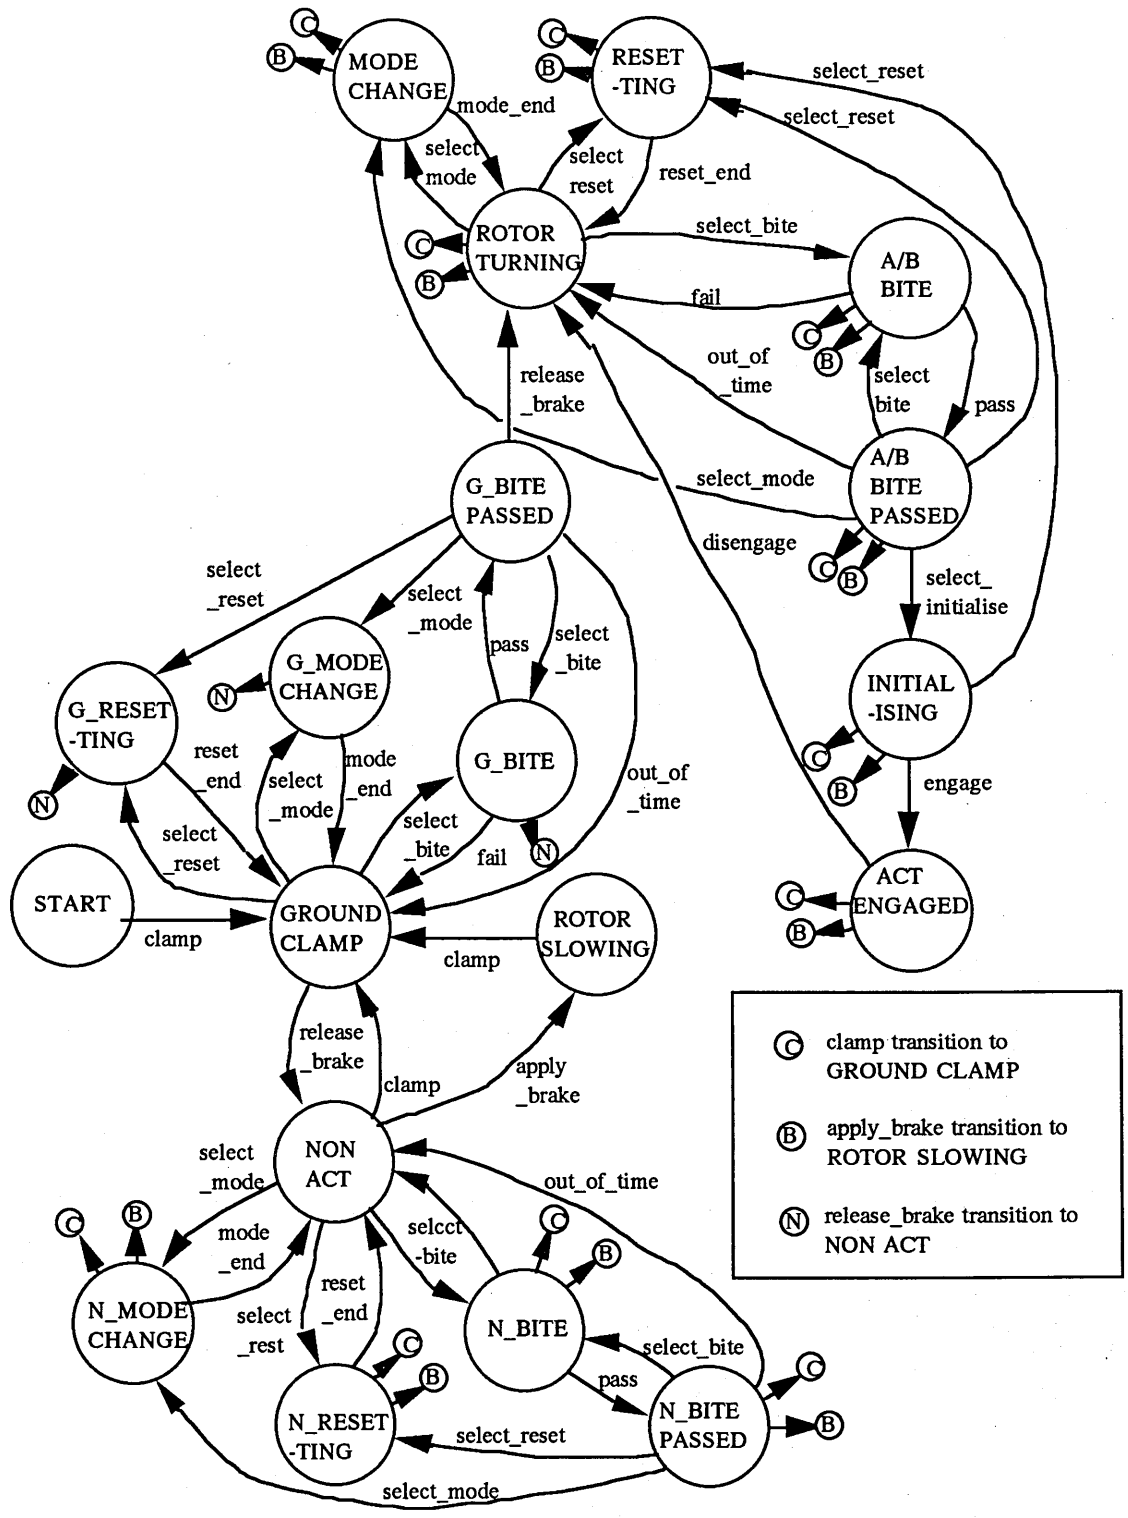 C
B
MODE
CHANGE
mode_end
select
mode
C
B
RESET
-TING
select_reset
select_reset
select
reset
reset_end
C
B
ROTOR
TURNING
select_bite
A/B
BITE
fail
C
B
out_of
_time
select
bite
pass
release
_brake
A/B
BITE
PASSED
select_mode
C
B
disengage
G_BITE
PASSED
select
_reset
select
_mode
pass
select
_bite
select_
initialise
INITIAL
-ISING
C
B
engage
G_MODE
CHANGE
N
G_RESET
-TING
N
reset
_end
select
_mode
mode
_end
G_BITE
N
out_of
_time
select
_reset
select
_bite
fail
START
clamp
GROUND
CLAMP
clamp
ROTOR
SLOWING
ACT
ENGAGED
C
B
release
_brake
clamp
apply
_brake
C clamp transition to
GROUND CLAMP
B apply_brake transition to
ROTOR SLOWING
N release_brake transition to
NON ACT
NON
ACT
select
_mode
mode
_end
selcct
-bite
out_of_time
C
B
N_MODE
CHANGE
select
_rest
reset
_end
C
B
N_BITE
C
B
select_bite
pass
N_RESET
-TING
C
B
select_reset
N_BITE
PASSED
C
B
select_mode